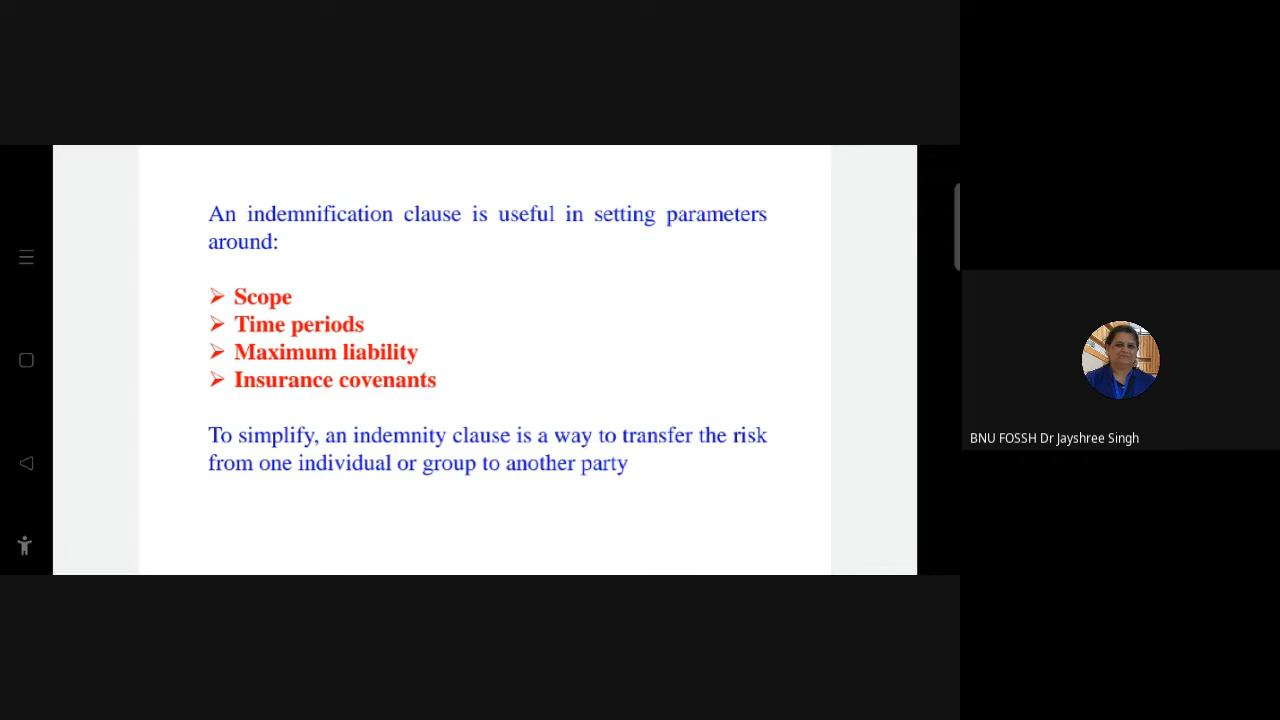 An indemnification clause is useful in setting parameters
around:
➢ Scope
➢ Time periods
➢ Maximum liability
➢ Insurance covenants
To simplify, an indemnity clause is a way to transfer the risk
from one individual or group to another party
BNU FOSSH Dr Jayshree Singh